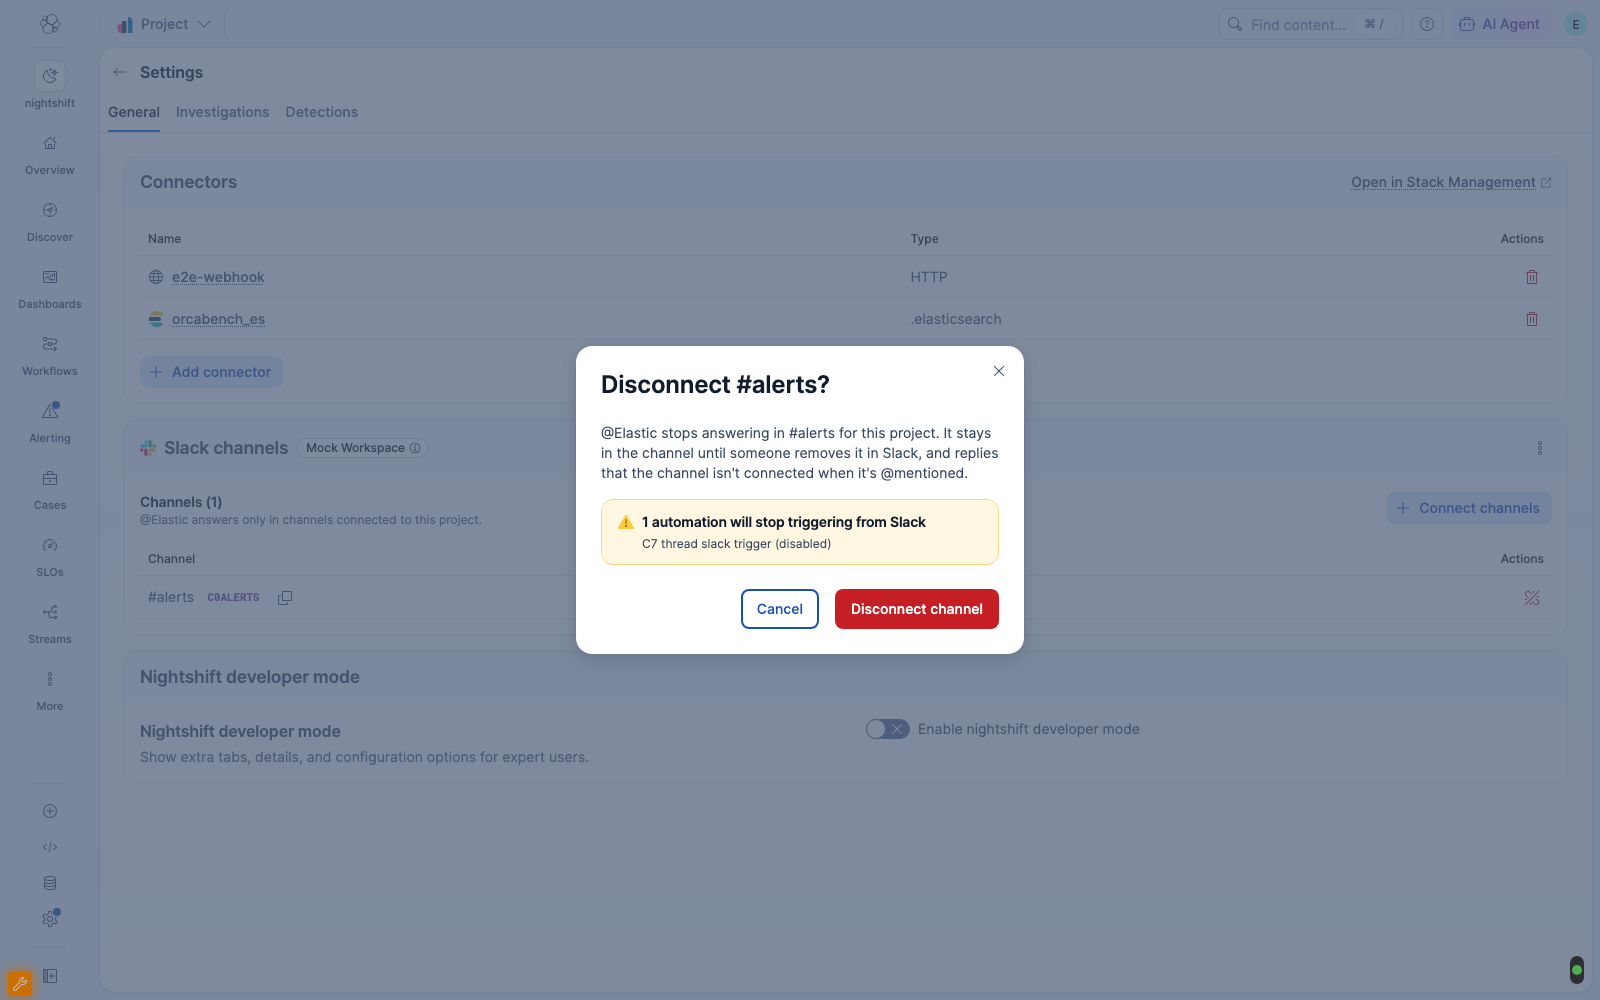 Project
Find content...
⌘ /
AI Agent
E
nightshift
Overview
Discover
Dashboards
Workflows
Alerting
Cases
SLOs
Streams
More
Settings
General
Investigations
Detections
Connectors
Open in Stack Management
Name
Type
Actions
e2e-webhook
HTTP
orcabench_es
.elasticsearch
Add connector
Slack channels
Mock Workspace
Channels (1)
@Elastic answers only in channels connected to this project.
Connect channels
Channel
Actions
#alerts
C0ALERTS
Nightshift developer mode
Nightshift developer mode
Show extra tabs, details, and configuration options for expert users.
Enable nightshift developer mode
Disconnect #alerts?
@Elastic stops answering in #alerts for this project. It stays
in the channel until someone removes it in Slack, and replies
that the channel isn't connected when it's @mentioned.
1 automation will stop triggering from Slack
C7 thread slack trigger (disabled)
Cancel
Disconnect channel